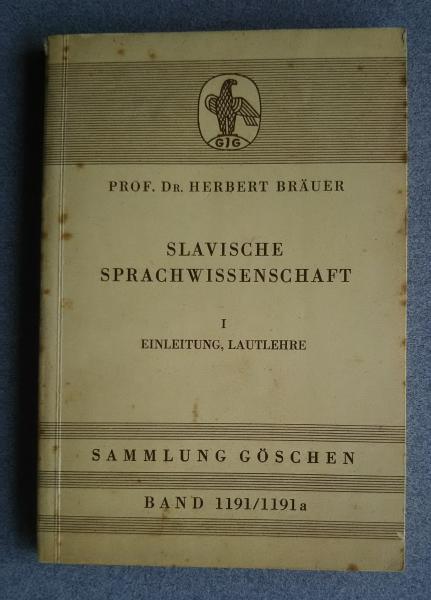 GJG
PROF. DR. HERBERT BRÄUER
SLAVISCHE
SPRACHWISSENSCHAFT
I
EINLEITUNG, LAUTLEHRE
SAMMLUNG GÖSCHEN
BAND 1191/1191a